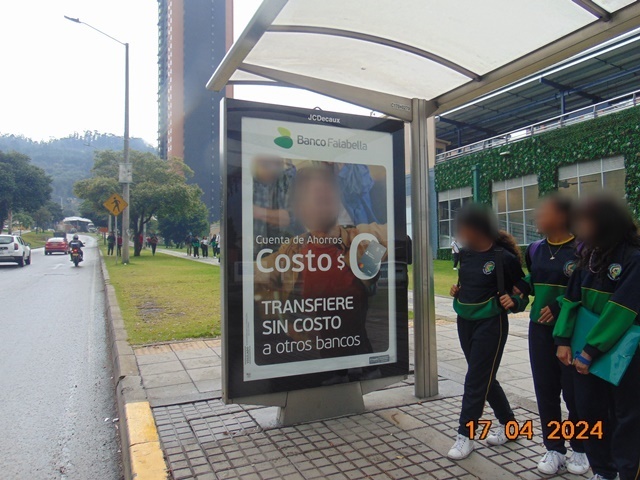 JCDecaux
Banco Falabella
Cuenta de Ahorros
Costo $0
TRANSFIERE
SIN COSTO
a otros bancos
17 04 2024